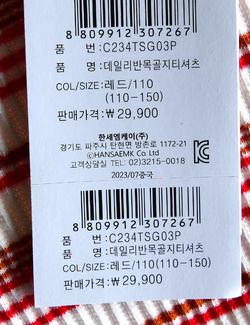 8 809912 307267
품 번:C234TSG03P
품 명:데일리반목골지티셔츠
COL/SIZE:레드/110
(110-150)
판매가격:₩29,900
한세엠케이(주)
경기도 파주시 탄현면 방촌로 1172-21
ⓒHANSAEMK Co.,Ltd
고객상담실 TEL. 02)3215-0018
2023/07중국
8 809912 307267
품 번:C234TSG03P
품 명:데일리반목골지티셔츠
COL/SIZE:레드/110(110-150)
판매가격:₩29,900